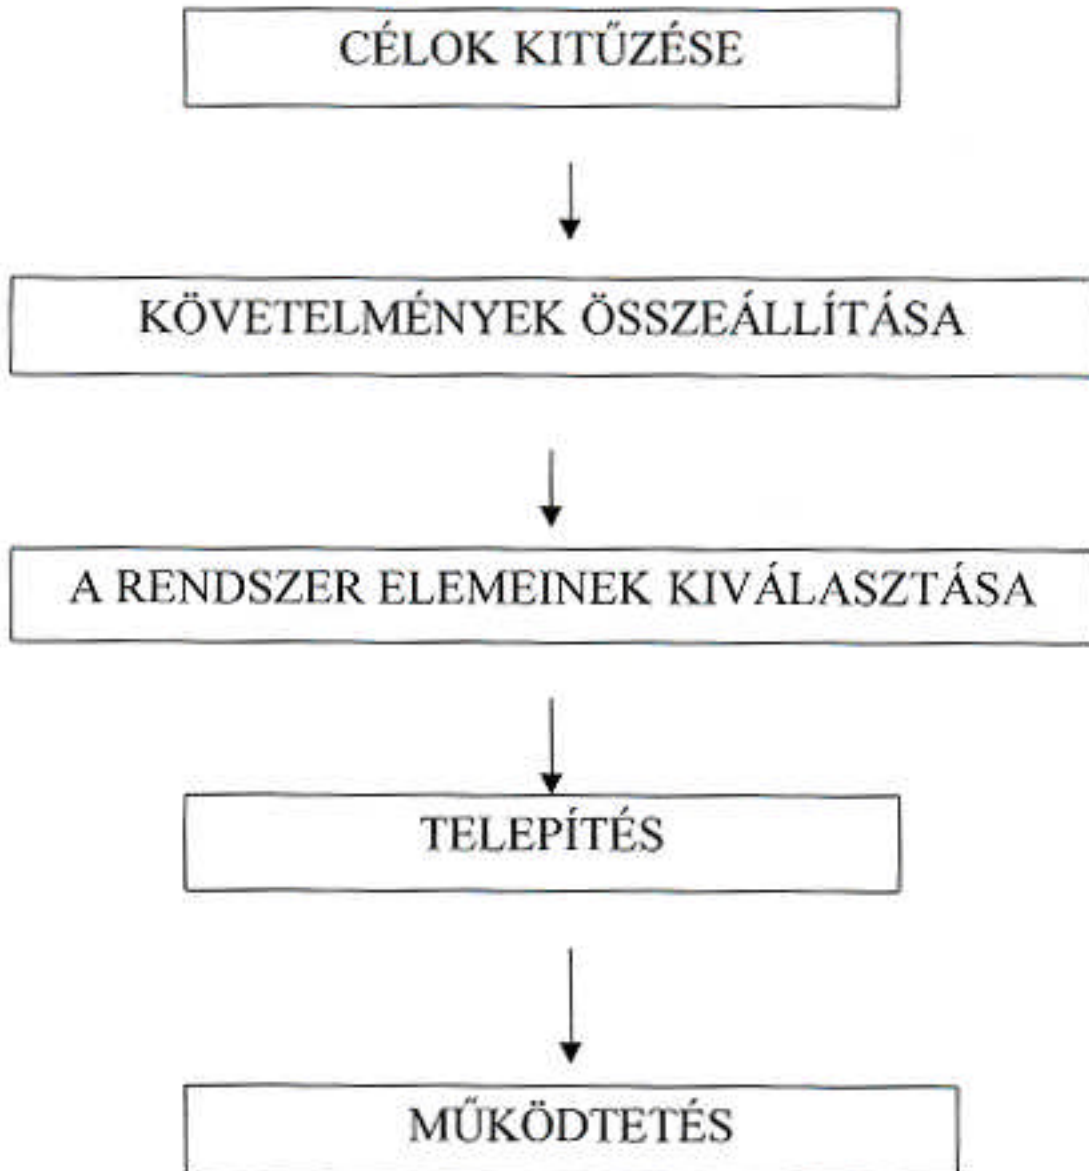 CÉLOK KITŰZÉSE
KÖVETELMÉNYEK ÖSSZEÁLLÍTÁSA
A RENDSZER ELEMEINEK KIVÁLASZTÁSA
TELEPÍTÉS
MŰKÖDTETÉS